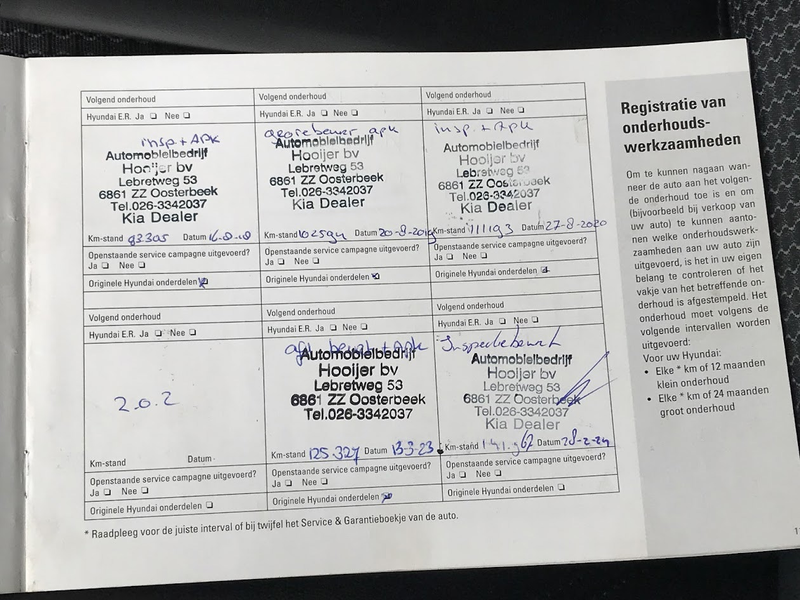 Volgend onderhoud
Hyundai E.R. Ja Nee
insp + APK
Automobielbedrijf
Hooijer bv
Lebretweg 53
6861 ZZ Oosterbeek
Tel.026-3342037
Kia Dealer
Km-stand 93305 Datum
Openstaande service campagne uitgevoerd?
Ja Nee
Originele Hyundai onderdelen
Volgend onderhoud
Hyundai E.R. Ja Nee
apk
Automobielbedrijf
Hooijer bv
Lebretweg 53
6861 ZZ Oosterbeek
Tel.026-3342037
Kia Dealer
Km-stand 102594 Datum 20-8-2019
Openstaande service campagne uitgevoerd?
Ja Nee
Originele Hyundai onderdelen
Volgend onderhoud
Hyundai E.R. Ja Nee
insp. + Apk
Automobielbedrijf
Hooijer bv
Lebretweg 53
6861 ZZ Oosterbeek
Tel.026-3342037
Kia Dealer
Km-stand 111193 Datum 27-8-2020
Openstaande service campagne uitgevoerd?
Ja Nee
Originele Hyundai onderdelen
Volgend onderhoud
Hyundai E.R. Ja Nee
2.0.2
Km-stand Datum
Openstaande service campagne uitgevoerd?
Ja Nee
Originele Hyundai onderdelen
Volgend onderhoud
Hyundai E.R. Ja Nee
+ Apk
Automobielbedrijf
Hooijer bv
Lebretweg 53
6861 ZZ Oosterbeek
Tel.026-3342037
Km-stand 125.327 Datum 13-3-23
Openstaande service campagne uitgevoerd?
Ja Nee
Originele Hyundai onderdelen
Volgend onderhoud
Hyundai E.R. Ja Nee
Inspectiebeurt
Automobielbedrijf
Hooijer bv
Lebretweg 53
6861 ZZ Oosterbeek
Tel.026-3342037
Kia Dealer
Km-stand 141.967 Datum 28-2-24
Openstaande service campagne uitgevoerd?
Ja Nee
Originele Hyundai onderdelen
* Raadpleeg voor de juiste interval of bij twijfel het Service & Garantieboekje van de auto.
Registratie van
onderhouds-
werkzaamheden
Om te kunnen nagaan wan-
neer de auto aan het volgen-
de onderhoud toe is en om
(bijvoorbeeld bij verkoop van
uw auto) te kunnen aanto-
nen welke onderhoudswerk-
zaamheden aan uw auto zijn
uitgevoerd, is het in uw eigen
belang te controleren of het
vakje van het betreffende on-
derhoud is afgestempeld. Het
onderhoud moet volgens de
volgende intervallen worden
uitgevoerd:
Voor uw Hyundai:
• Elke * km of 12 maanden
klein onderhoud
• Elke * km of 24 maanden
groot onderhoud